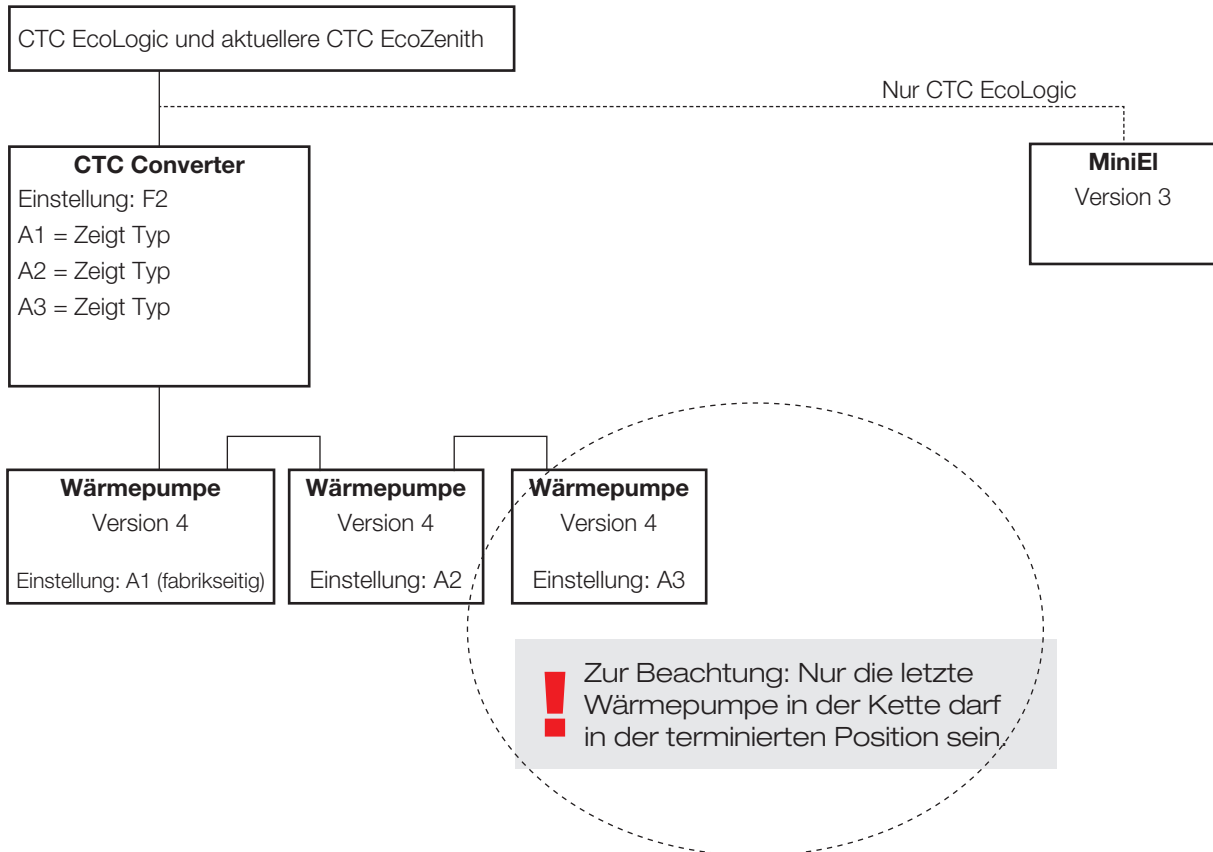 CTC EcoLogic und aktuellere CTC EcoZenith
Nur CTC EcoLogic
CTC Converter
Einstellung: F2
A1 = Zeigt Typ
A2 = Zeigt Typ
A3 = Zeigt Typ
MiniEl
Version 3
Wärmepumpe
Version 4
Einstellung: A1 (fabrikseitig)
Wärmepumpe
Version 4
Einstellung: A2
Wärmepumpe
Version 4
Einstellung: A3
! Zur Beachtung: Nur die letzte
Wärmepumpe in der Kette darf
in der terminierten Position sein.